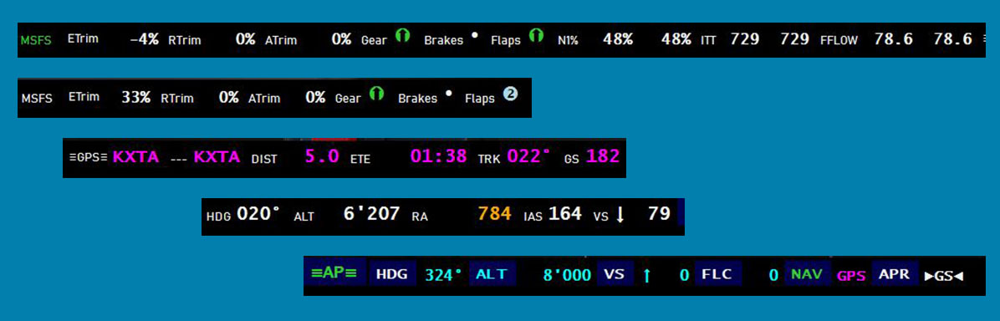 MSFS ETrim -4% RTrim 0% ATrim 0% Gear ↑ Brakes • Flaps ↑ N1% 48% 48% ITT 729 729 FFLOW 78.6 78.6
MSFS ETrim 33% RTrim 0% ATrim 0% Gear ↑ Brakes • Flaps ❷
≡GPS≡ KXTA --- KXTA DIST 5.0 ETE 01:38 TRK 022° GS 182
HDG 020° ALT 6'207 RA 784 IAS 164 VS ↓ 79
≡AP≡ HDG 324° ALT 8'000 VS ↑ 0 FLC 0 NAV GPS APR ▶GS◀